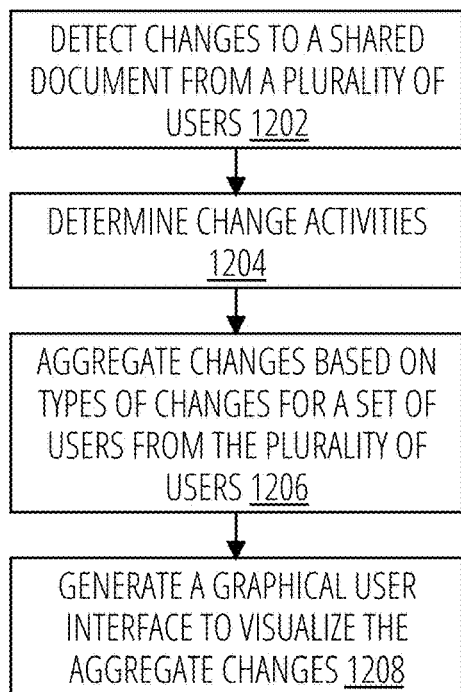 DETECT CHANGES TO A SHARED
DOCUMENT FROM A PLURALITY OF
USERS 1202
DETERMINE CHANGE ACTIVITIES
1204
AGGREGATE CHANGES BASED ON
TYPES OF CHANGES FOR A SET OF
USERS FROM THE PLURALITY OF
USERS 1206
GENERATE A GRAPHICAL USER
INTERFACE TO VISUALIZE THE
AGGREGATE CHANGES 1208